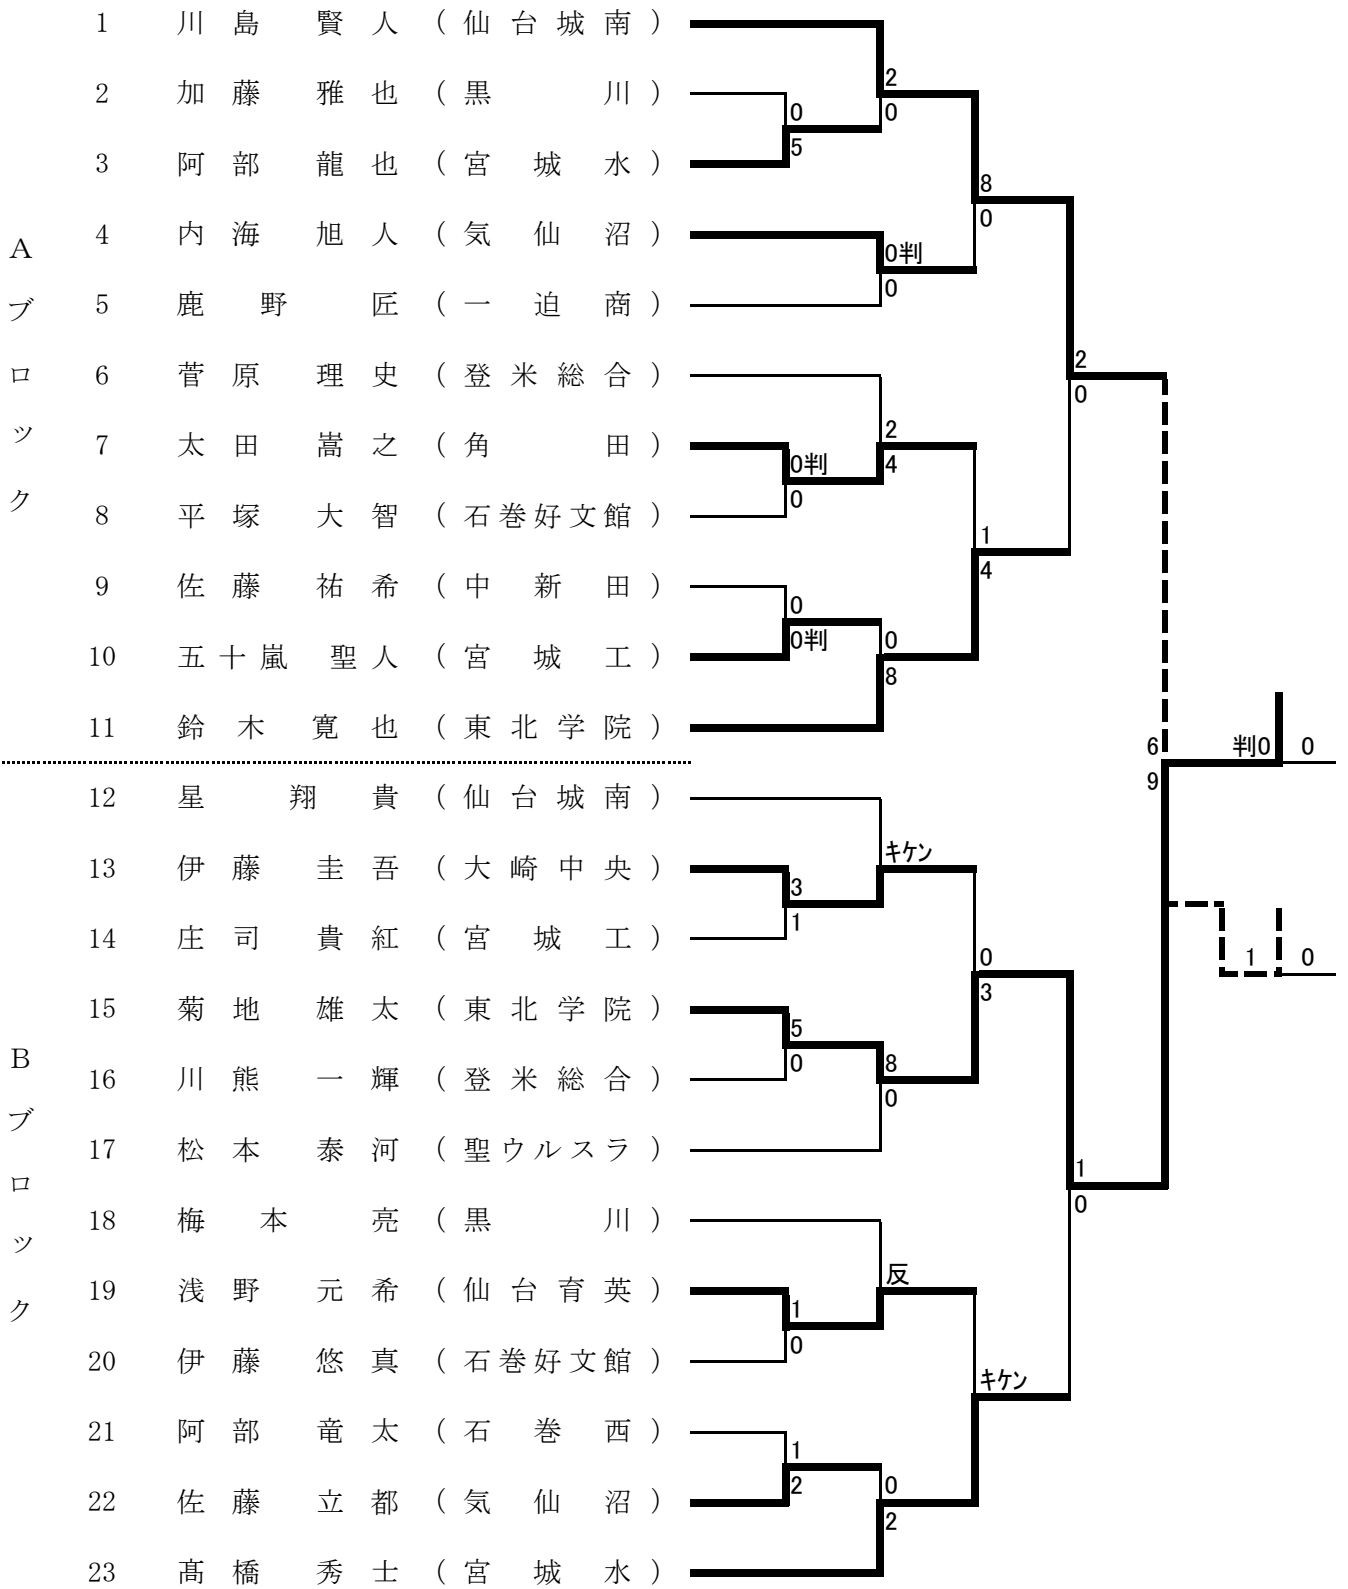 1 川島 賢人 （仙台城南）
2
0
2 加藤 雅也 （黒川）
0
5
3 阿部 龍也 （宮城水）
8
0
4 内海 旭人 （気仙沼）
0判
0
5 鹿野 匠 （一迫商）
Aブロック
6 菅原 理史 （登米総合）
2
0
7 太田 嵩之 （角田）
2
4
0判
0
8 平塚 大智 （石巻好文館）
1
4
9 佐藤 祐希 （中新田）
0
0判
10 五十嵐 聖人 （宮城工）
0
8
11 鈴木 寛也 （東北学院）
6
9
判0 0
12 星 翔貴 （仙台城南）
キケン
13 伊藤 圭吾 （大崎中央）
3
1
14 庄司 貴紅 （宮城工）
0
3
1 0
15 菊地 雄太 （東北学院）
5
0
16 川熊 一輝 （登米総合）
8
0
17 松本 泰河 （聖ウルスラ）
Bブロック
1
0
18 梅本 亮 （黒川）
反
19 浅野 元希 （仙台育英）
1
0
20 伊藤 悠真 （石巻好文館）
キケン
21 阿部 竜太 （石巻西）
1
2
22 佐藤 立都 （気仙沼）
0
2
23 髙橋 秀士 （宮城水）